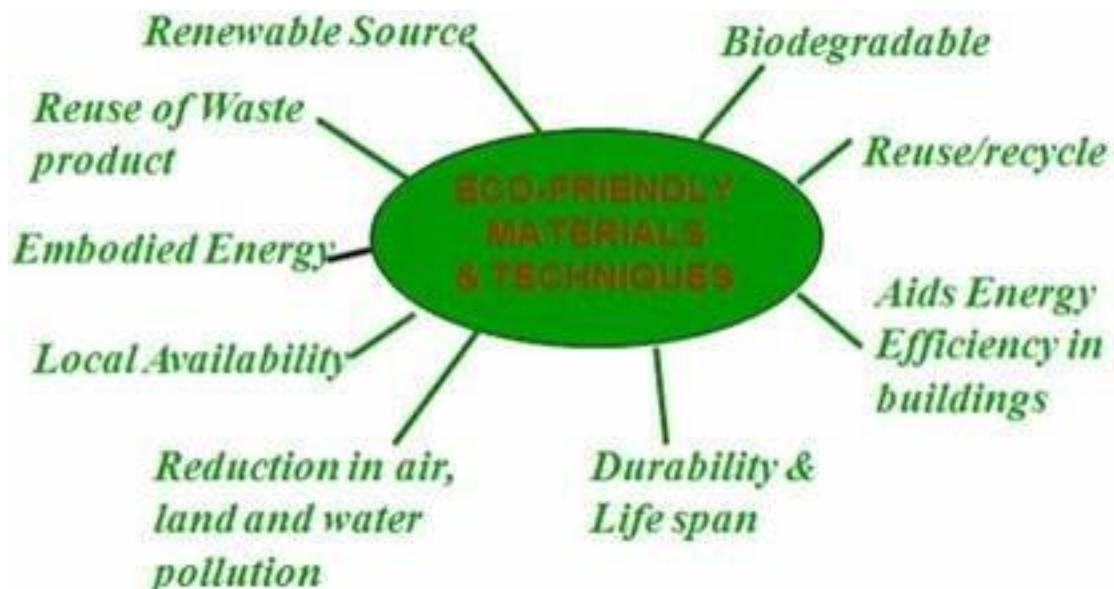 Renewable Source
Biodegradable
Reuse of Waste
product
Reuse/recycle
ECO-FRIENDLY
MATERIALS
& TECHNIQUES
Embodied Energy
Aids Energy
Efficiency in
buildings
Local Availability
Reduction in air,
land and water
pollution
Durability &
Life span